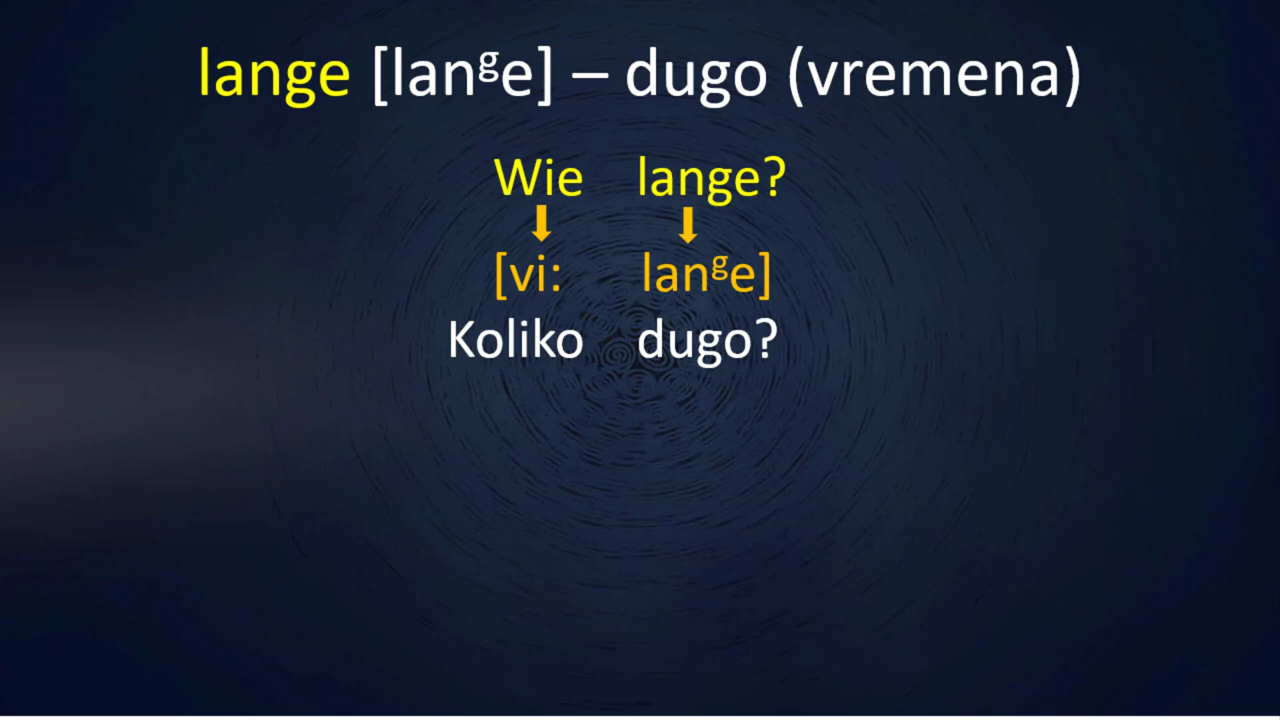 lange [lanᵍe] – dugo (vremena)
Wie lange?
[vi: lanᵍe]
Koliko dugo?